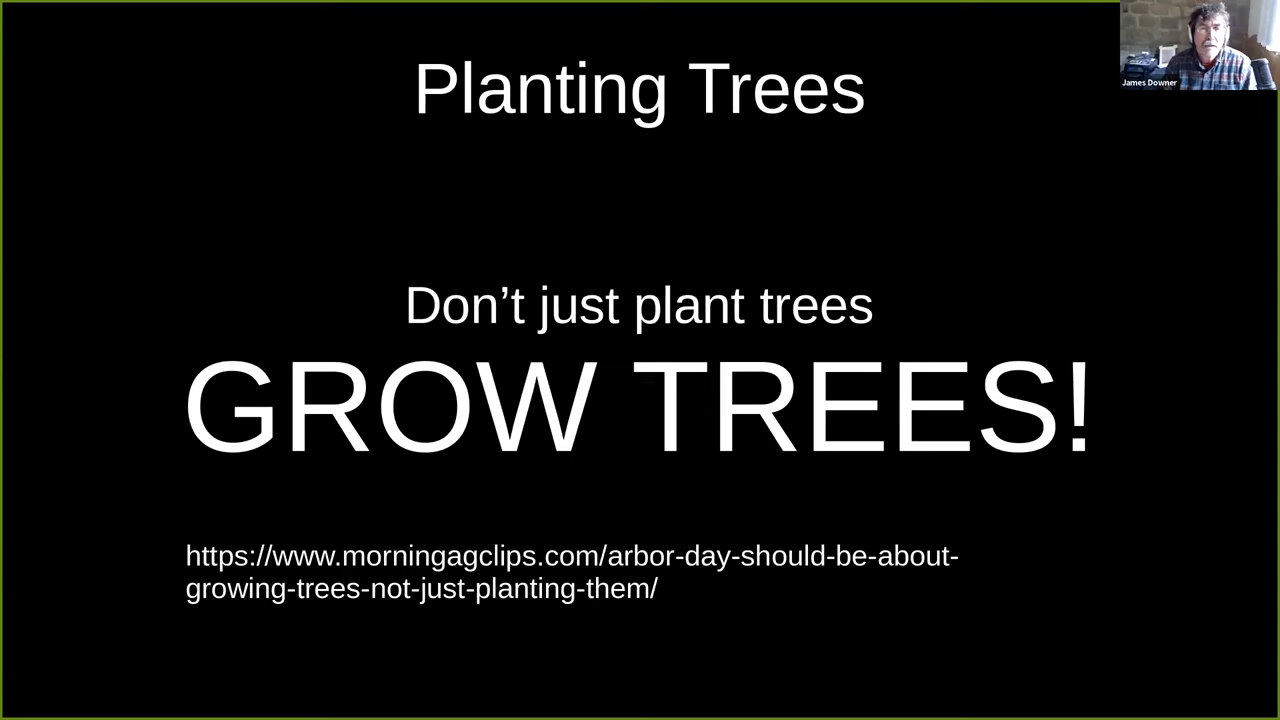 Planting Trees
James Downer
Don’t just plant trees
GROW TREES!
https://www.morningagclips.com/arbor-day-should-be-about-
growing-trees-not-just-planting-them/